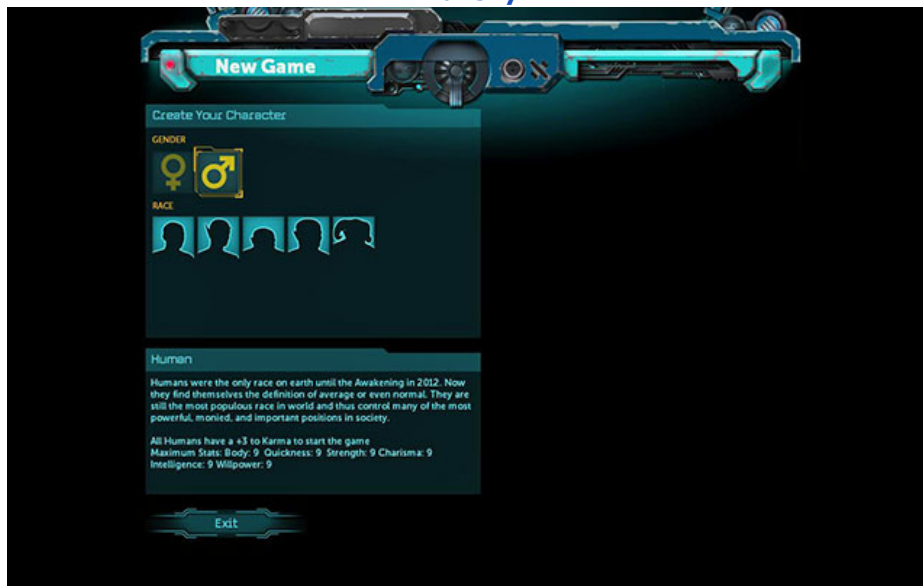 New Game
Create Your Character
GENDER
RACE
Human
Humans were the only race on earth until the Awakening in 2012. Now
they find themselves the definition of average or even normal. They are
still the most populous race in world and thus control many of the most
powerful, monied, and important positions in society.
All Humans have a +3 to Karma to start the game
Maximum Stats: Body: 9 Quickness: 9 Strength: 9 Charisma: 9
Intelligence: 9 Willpower: 9
Exit